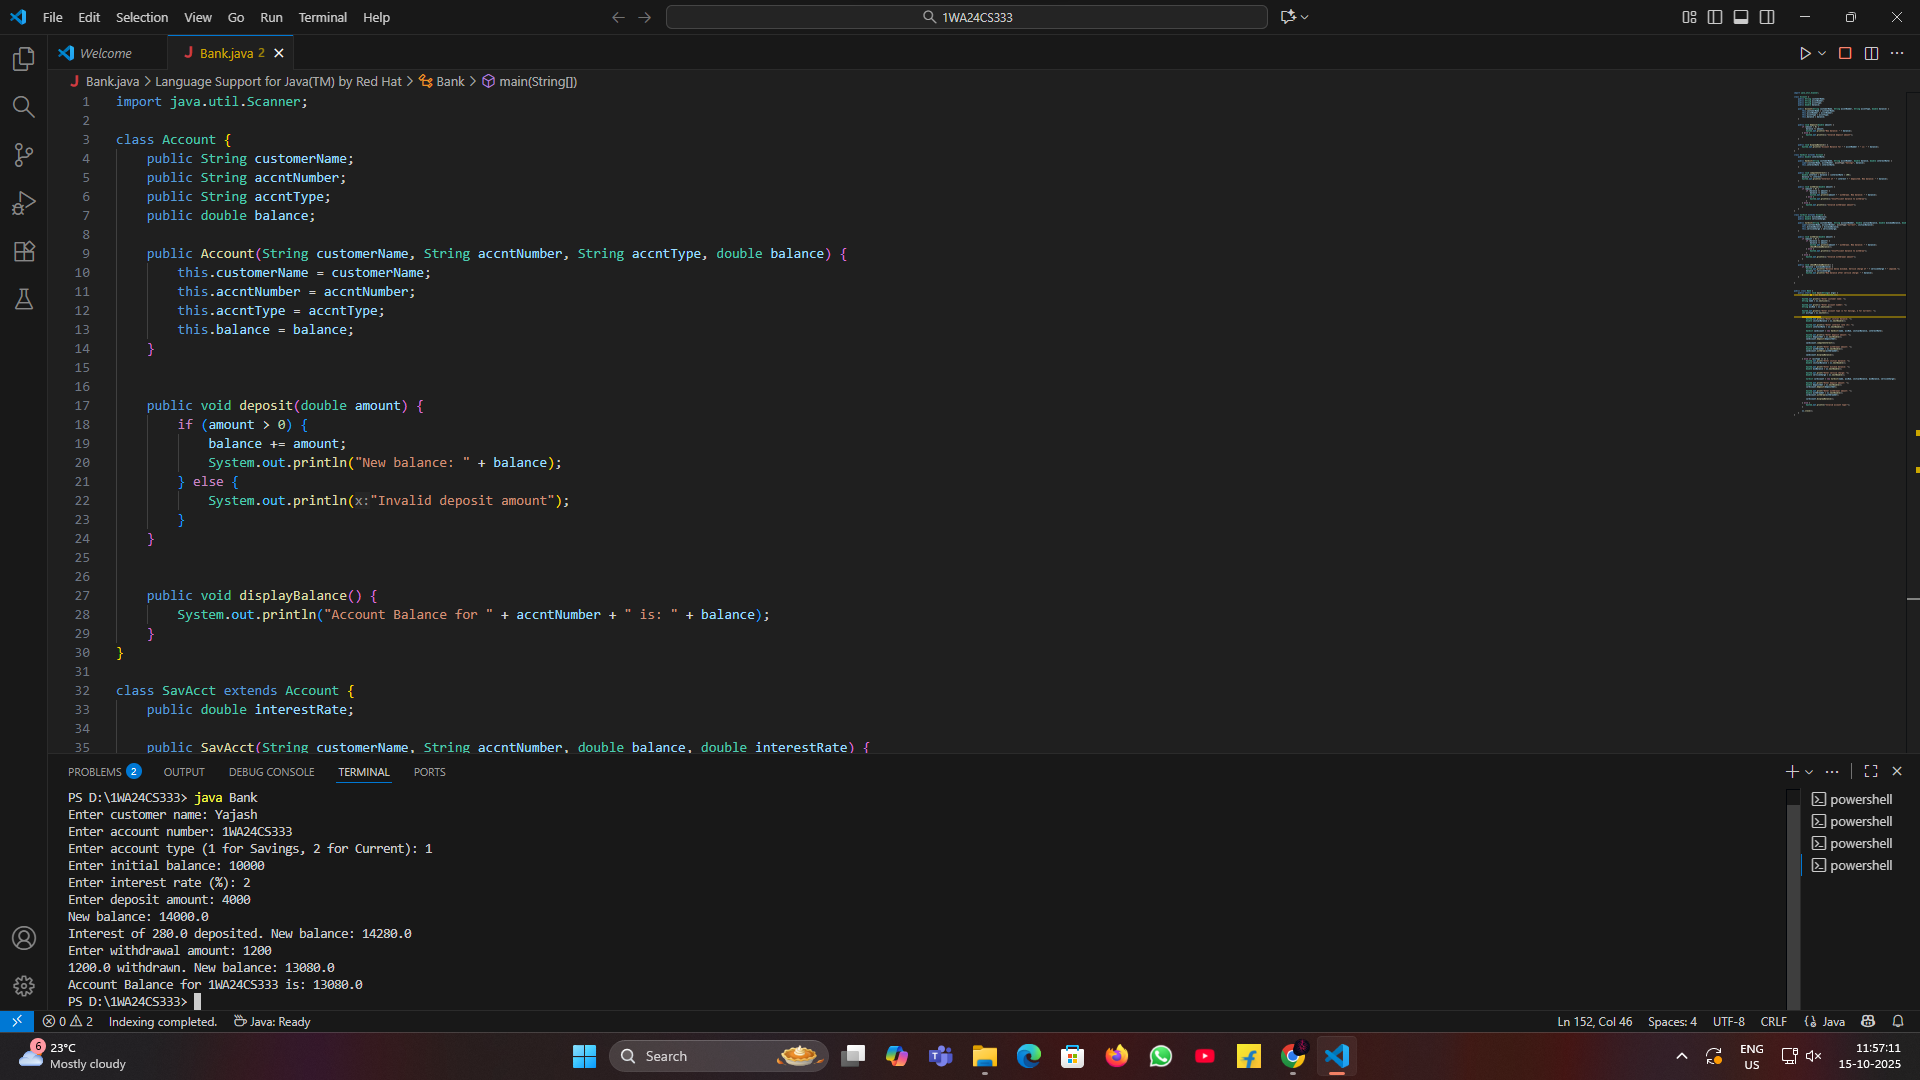 File Edit Selection View Go Run Terminal Help
1WA24CS333
Welcome
J Bank.java 2
J Bank.java > Language Support for Java(TM) by Red Hat > Bank > main(String[])
1 import java.util.Scanner;
2
3 class Account {
4 public String customerName;
5 public String accntNumber;
6 public String accntType;
7 public double balance;
8
9 public Account(String customerName, String accntNumber, String accntType, double balance) {
10 this.customerName = customerName;
11 this.accntNumber = accntNumber;
12 this.accntType = accntType;
13 this.balance = balance;
14 }
15
16
17 public void deposit(double amount) {
18 if (amount > 0) {
19 balance += amount;
20 System.out.println("New balance: " + balance);
21 } else {
22 System.out.println(x:"Invalid deposit amount");
23 }
24 }
25
26
27 public void displayBalance() {
28 System.out.println("Account Balance for " + accntNumber + " is: " + balance);
29 }
30 }
31
32 class SavAcct extends Account {
33 public double interestRate;
34
35 public SavAcct(String customerName, String accntNumber, double balance, double interestRate) {
PROBLEMS 2 OUTPUT DEBUG CONSOLE TERMINAL PORTS
PS D:\1WA24CS333> java Bank
Enter customer name: Yajash
Enter account number: 1WA24CS333
Enter account type (1 for Savings, 2 for Current): 1
Enter initial balance: 10000
Enter interest rate (%): 2
Enter deposit amount: 4000
New balance: 14000.0
Interest of 280.0 deposited. New balance: 14280.0
Enter withdrawal amount: 1200
1200.0 withdrawn. New balance: 13080.0
Account Balance for 1WA24CS333 is: 13080.0
PS D:\1WA24CS333>
powershell
powershell
powershell
powershell
0 2 Indexing completed. Java: Ready
Ln 152, Col 46 Spaces: 4 UTF-8 CRLF Java
6
23°C
Mostly cloudy
Search
ENG
US
11:57:11
15-10-2025